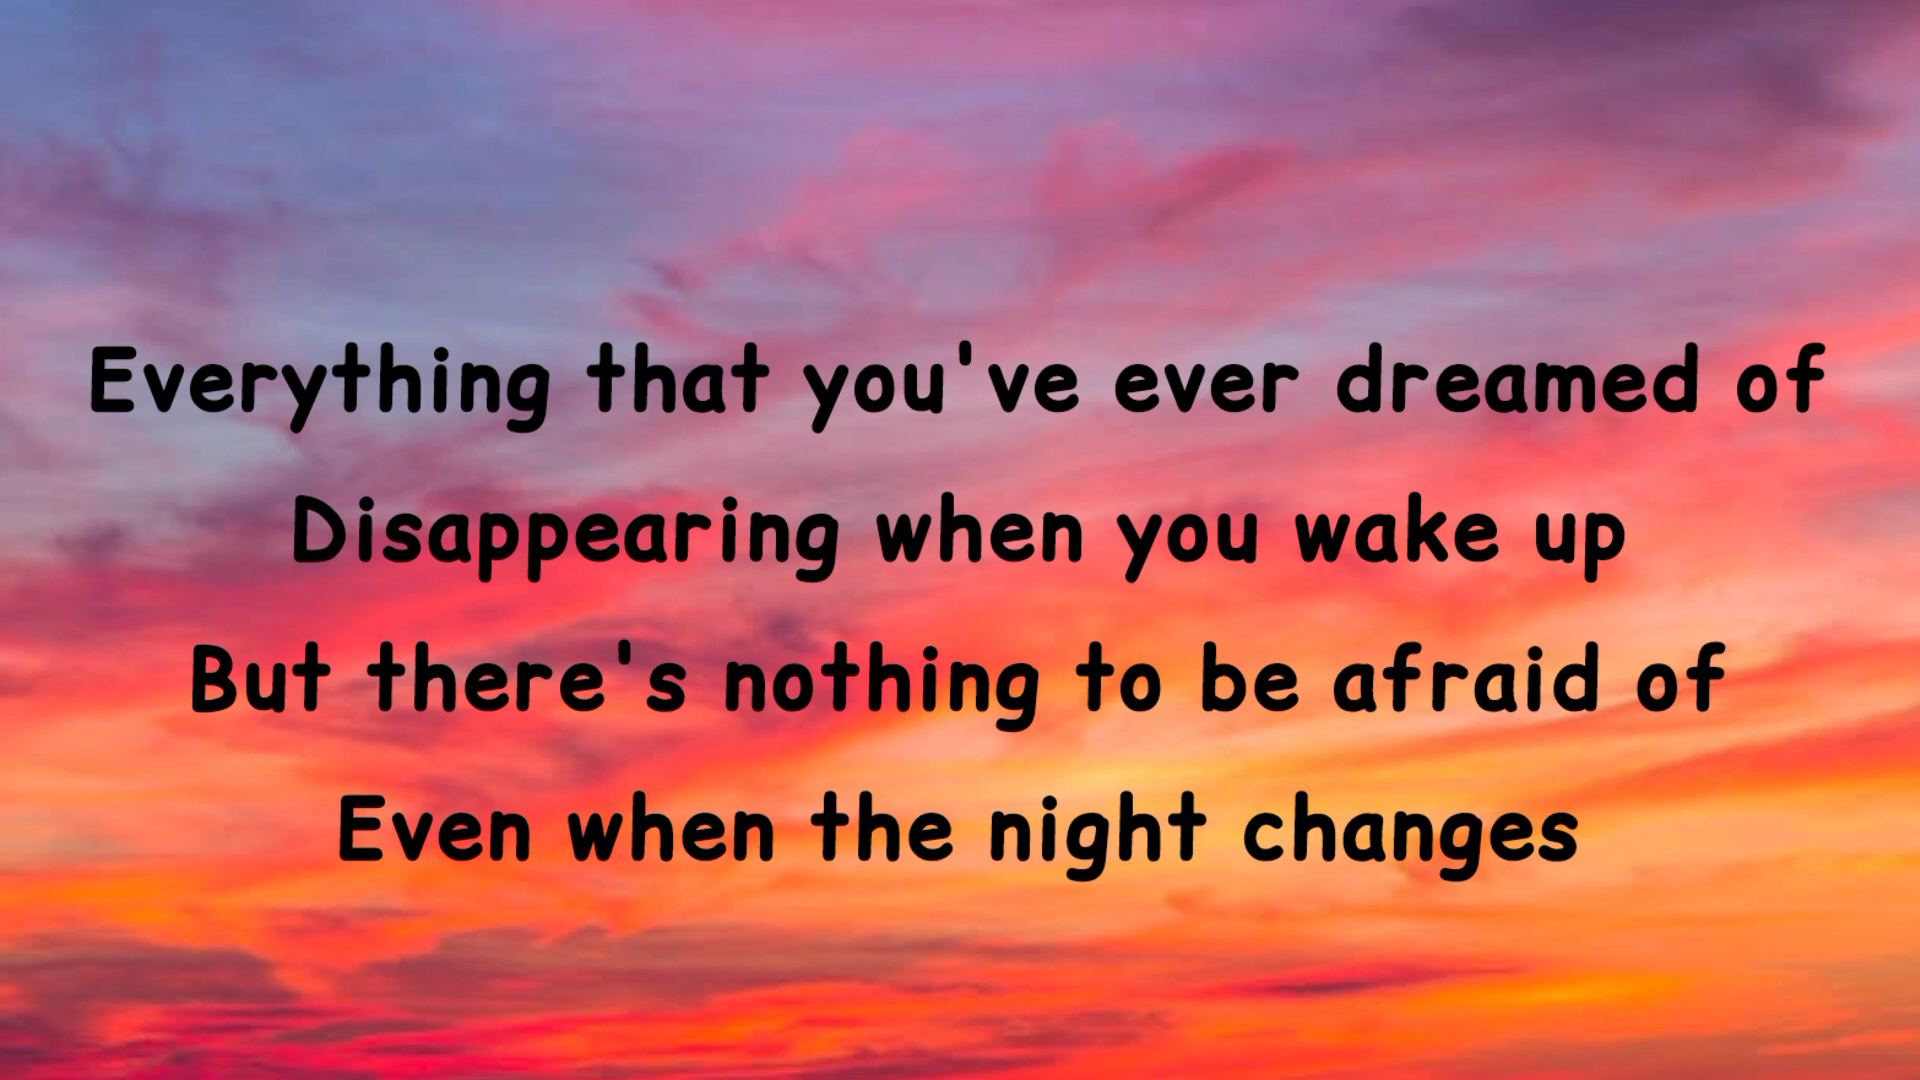 Everything that you've ever dreamed of
Disappearing when you wake up
But there's nothing to be afraid of
Even when the night changes